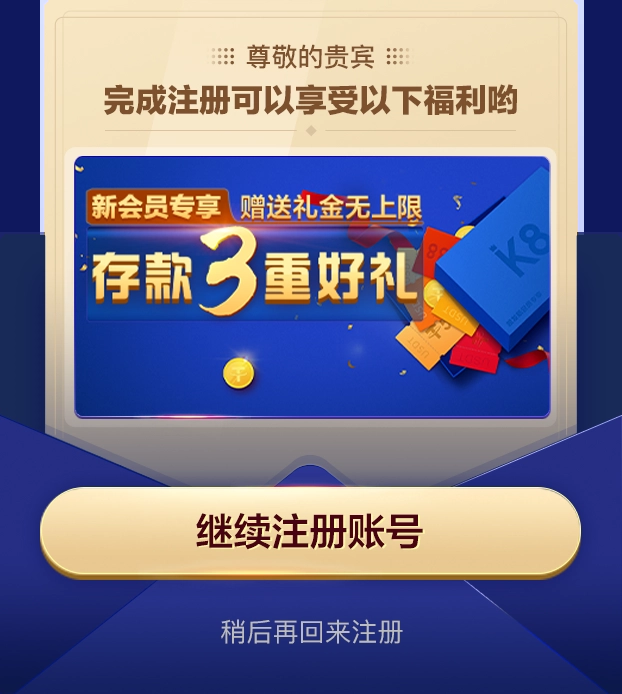 尊敬的贵宾
完成注册可以享受以下福利哟
新会员专享 赠送礼金无上限
存款3重好礼
k8
继续注册账号
稍后再回来注册